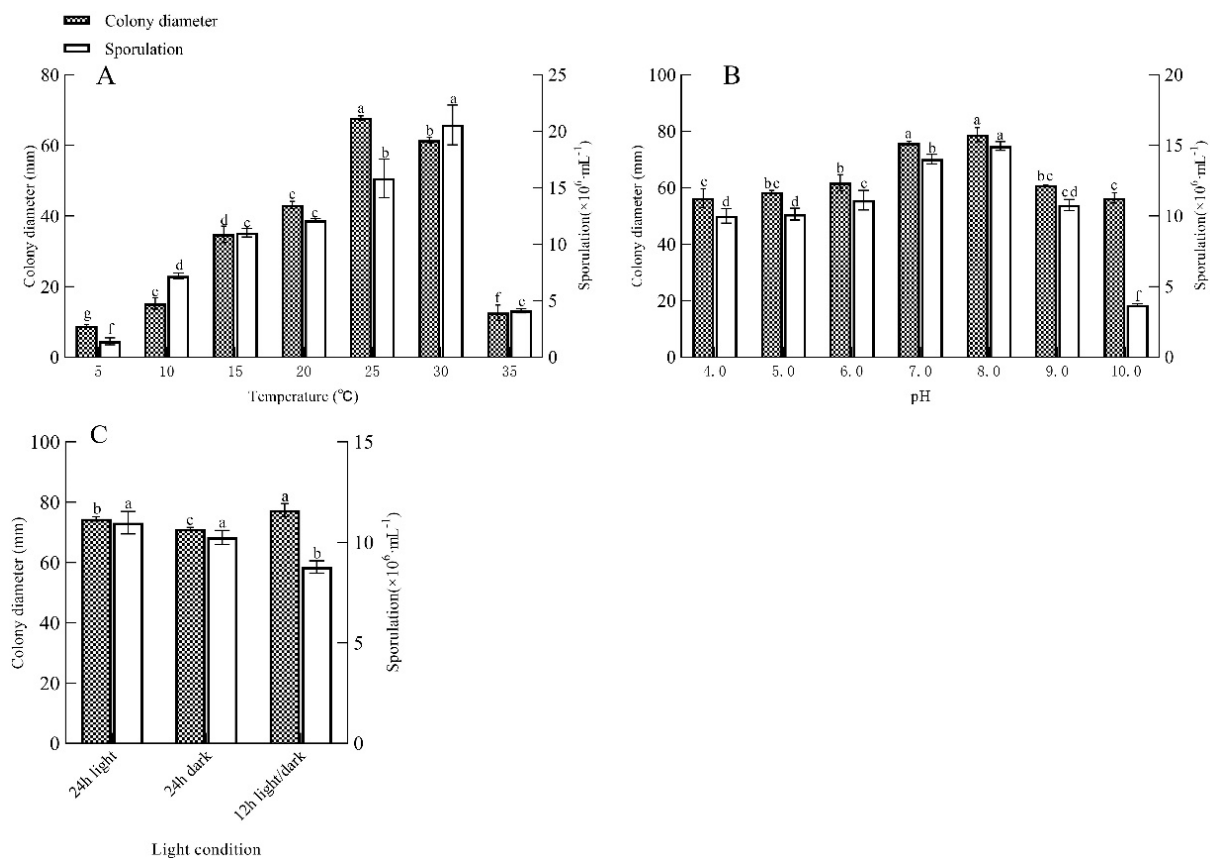 Colony diameter
Sporulation
A
80
60
40
20
0
Colony diameter (mm)
g f
c d
d c
c c
a b
b a
f e
5 10 15 20 25 30 35
Temperature (℃)
25
20
15
10
5
0
Sporulation(×10⁶·mL⁻¹)
B
100
80
60
40
20
0
Colony diameter (mm)
c d
bc d
b c
a b
a a
bc cd
c f
4.0 5.0 6.0 7.0 8.0 9.0 10.0
pH
20
15
10
5
0
Sporulation(×10⁶·mL⁻¹)
C
100
80
60
40
20
0
Colony diameter (mm)
b a
c a
a b
24h light
24h dark
12h light/dark
Light condition
15
10
5
0
Sporulation(×10⁶·mL⁻¹)